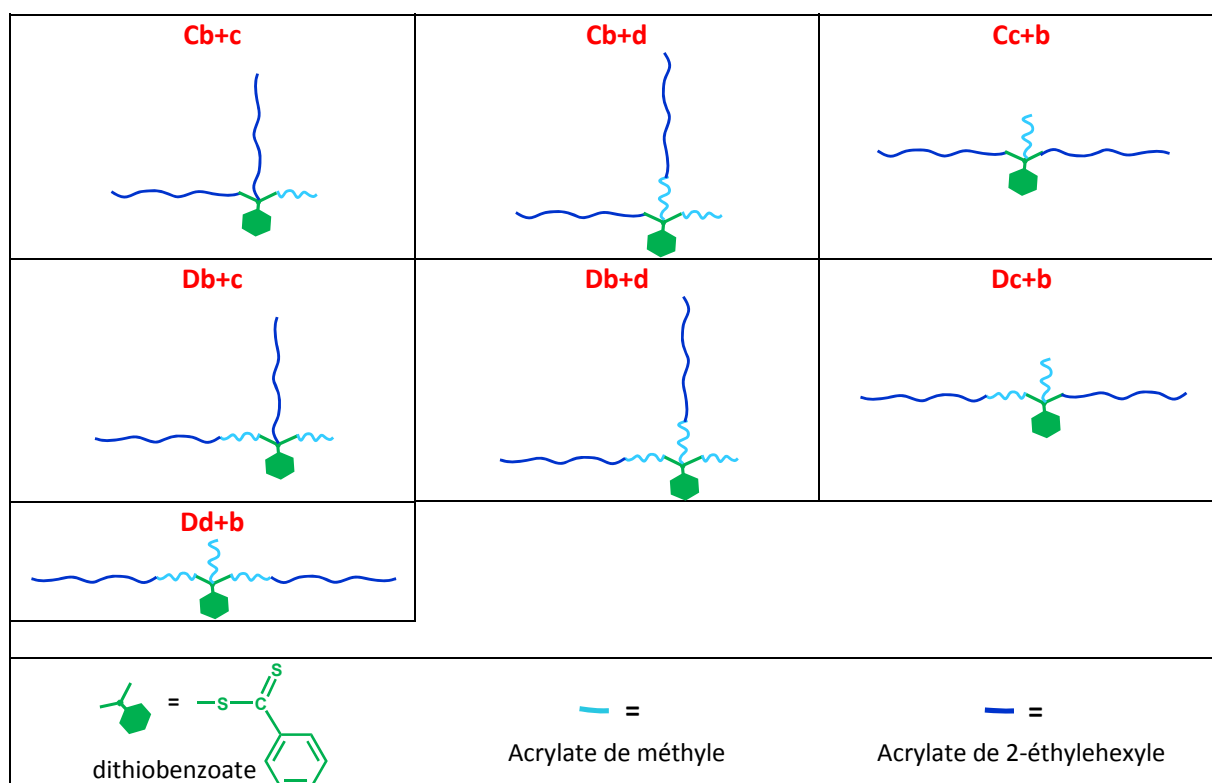 Cb+c Cb+d Cc+b
Db+c Db+d Dc+b
Dd+b
= S C S
dithiobenzoate
=
Acrylate de méthyle
=
Acrylate de 2-éthylehexyle